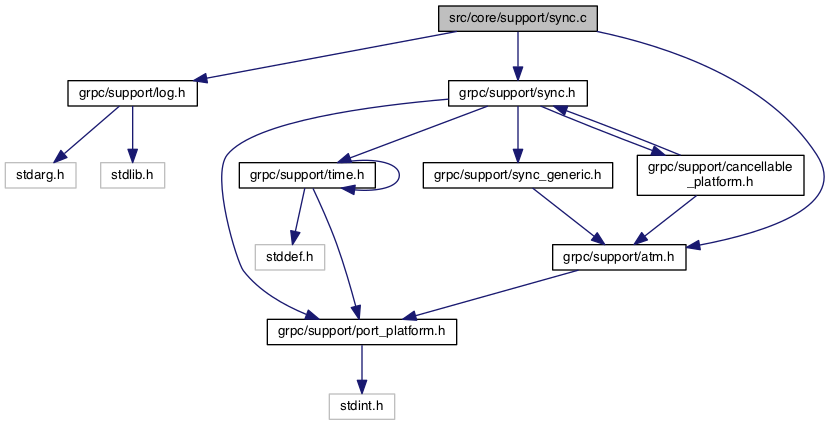 src/core/support/sync.c
grpc/support/log.h
grpc/support/sync.h
stdarg.h
stdlib.h
grpc/support/time.h
grpc/support/sync_generic.h
grpc/support/cancellable
_platform.h
stddef.h
grpc/support/atm.h
grpc/support/port_platform.h
stdint.h